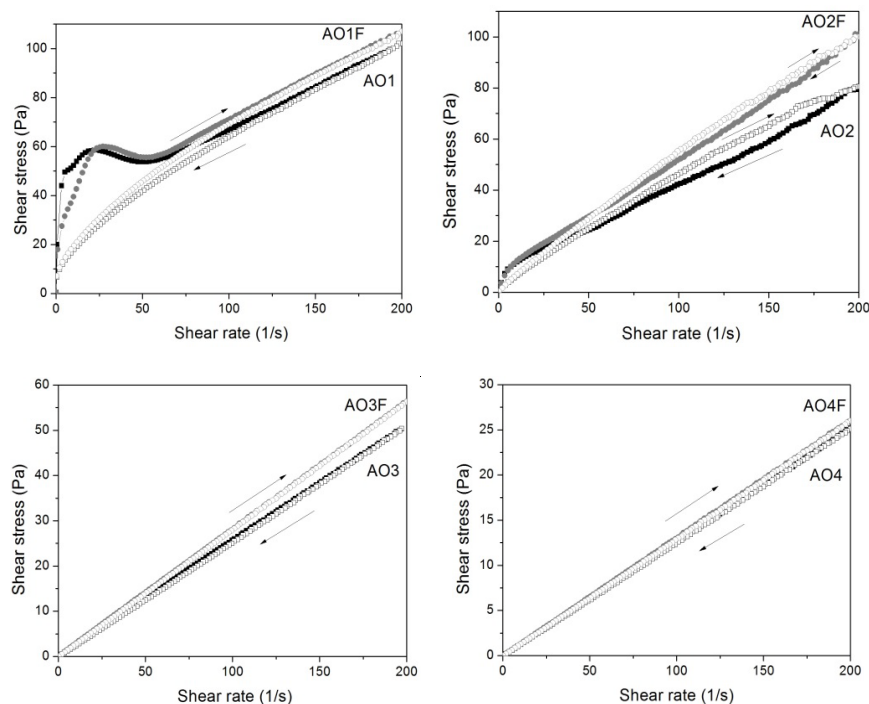 AO1F
AO1
Shear stress (Pa)
100
80
60
40
20
0
0 50 100 150 200
Shear rate (1/s)
AO2F
AO2
Shear stress (Pa)
100
80
60
40
20
0
0 50 100 150 200
Shear rate (1/s)
AO3F
AO3
Shear stress (Pa)
60
50
40
30
20
10
0
0 50 100 150 200
Shear rate (1/s)
AO4F
AO4
Shear stress (Pa)
30
25
20
15
10
5
0
0 50 100 150 200
Shear rate (1/s)